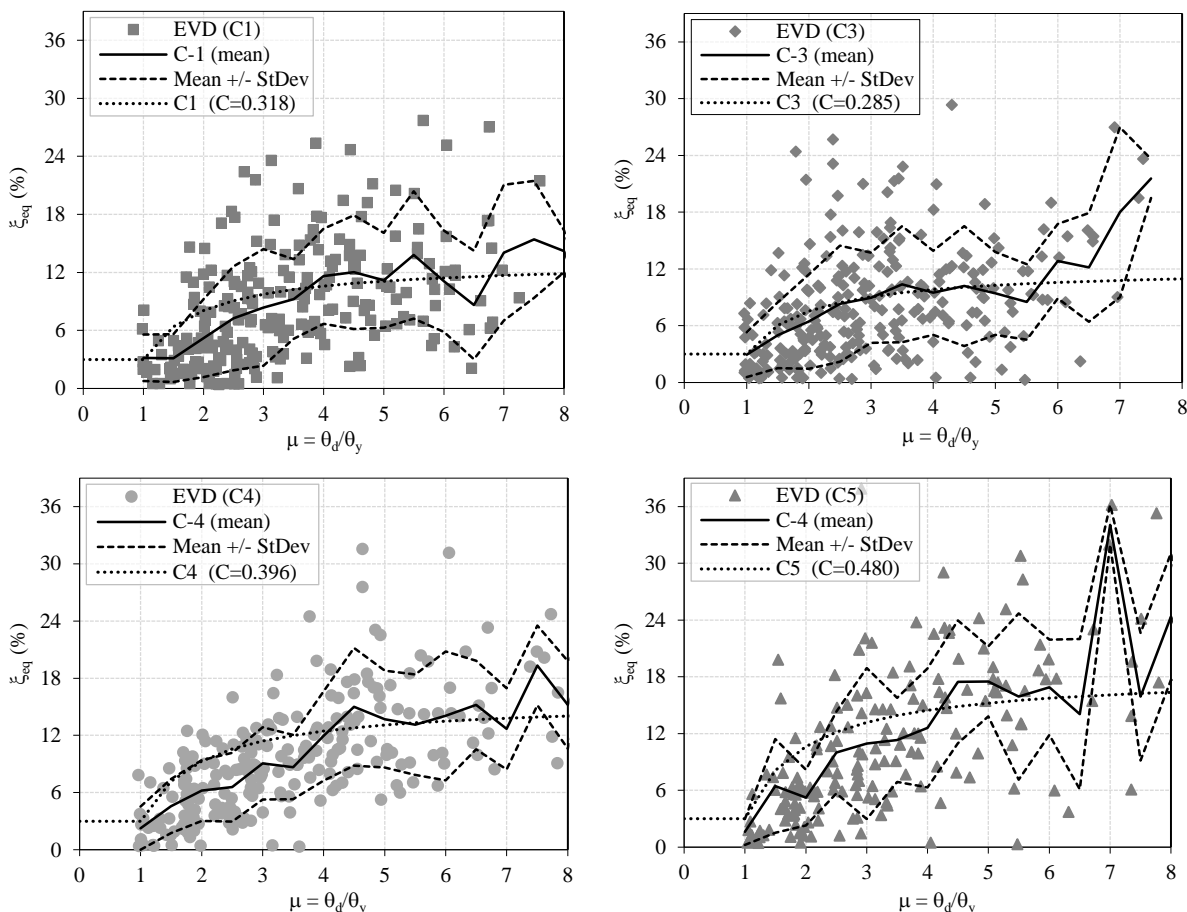 EVD (C1)
C-1 (mean)
Mean +/- StDev
C1 (C=0.318)
36
30
24
18
12
6
0
ξeq (%)
0 1 2 3 4 5 6 7 8
μ = θd/θy
EVD (C3)
C-3 (mean)
Mean +/- StDev
C3 (C=0.285)
36
30
24
18
12
6
0
ξeq (%)
0 1 2 3 4 5 6 7 8
μ = θd/θy
EVD (C4)
C-4 (mean)
Mean +/- StDev
C4 (C=0.396)
36
30
24
18
12
6
0
ξeq (%)
0 1 2 3 4 5 6 7 8
μ = θd/θy
EVD (C5)
C-4 (mean)
Mean +/- StDev
C5 (C=0.480)
36
30
24
18
12
6
0
ξeq (%)
0 1 2 3 4 5 6 7 8
μ = θd/θy